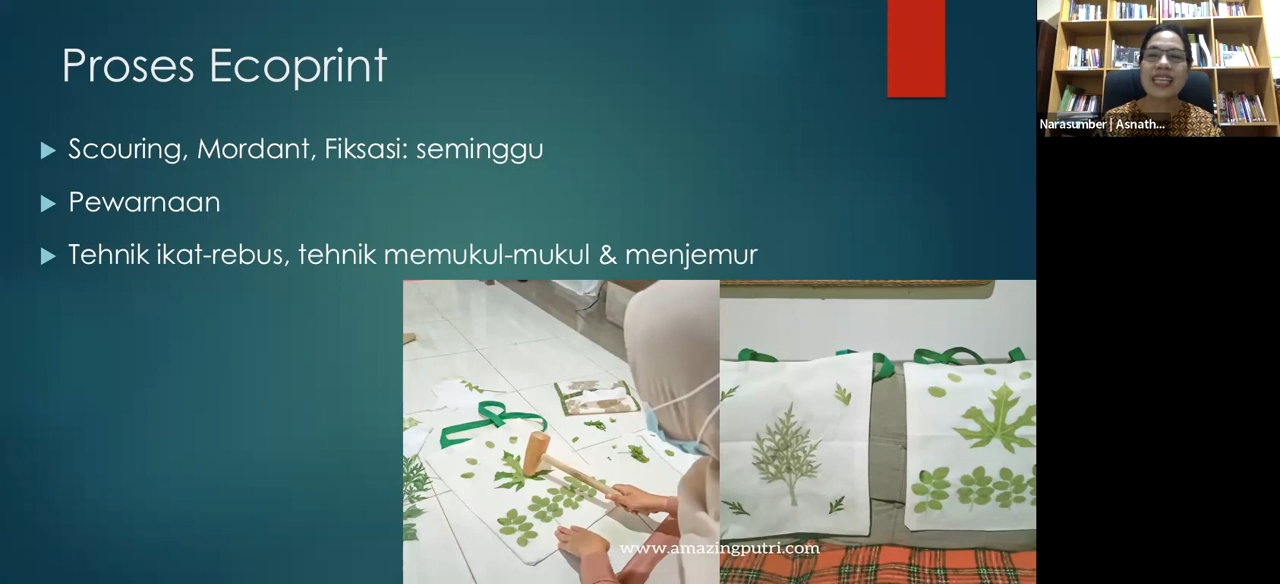 Proses Ecoprint
Scouring, Mordant, Fiksasi: seminggu
Pewarnaan
Tehnik ikat-rebus, tehnik memukul-mukul & menjemur
www.amazingputri.com
Narasumber | Asnath...